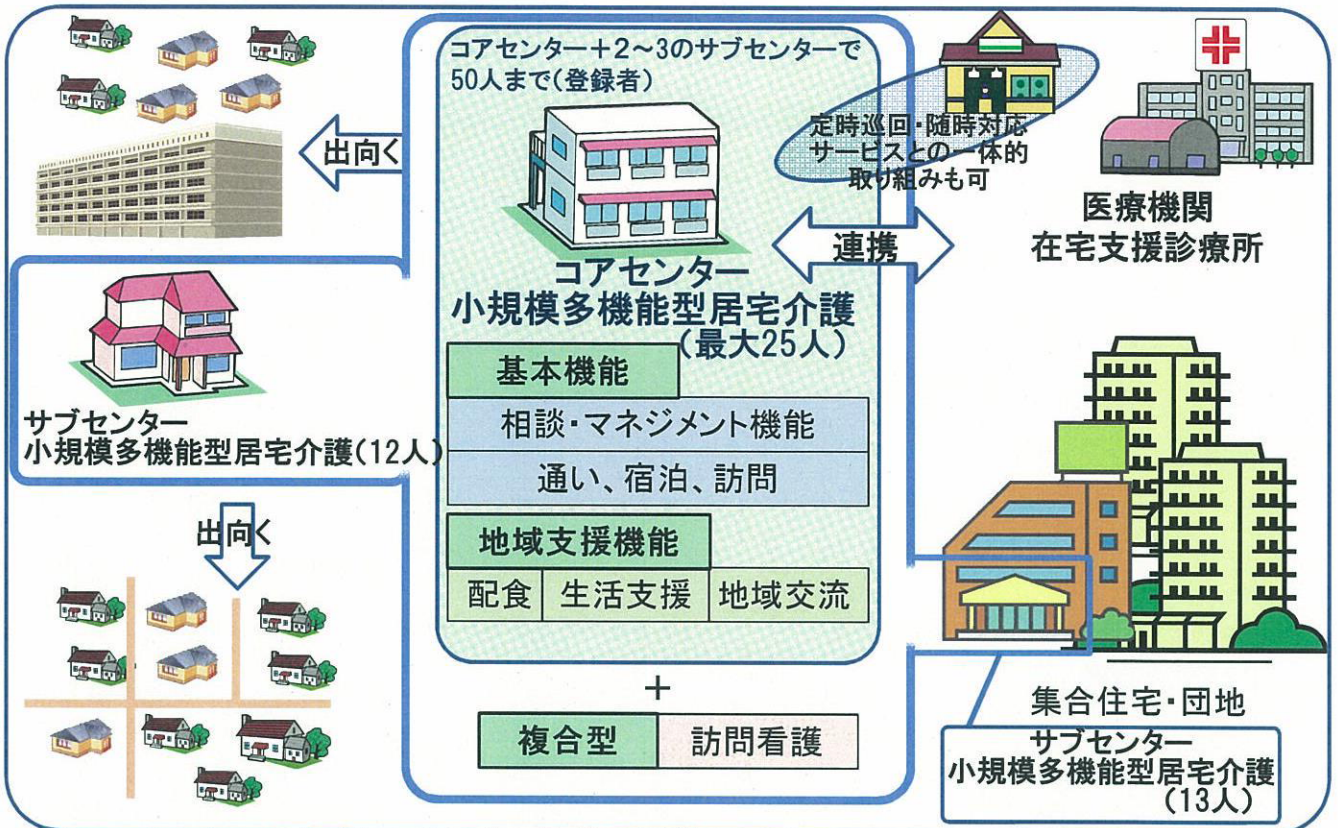 コアセンター＋2～3のサブセンターで
50人まで(登録者)
出向く
定時巡回・随時対応
サービスとの一体的
取り組みも可
医療機関
在宅支援診療所
連携
コアセンター
小規模多機能型居宅介護
(最大25人)
基本機能
相談・マネジメント機能
通い、宿泊、訪問
地域支援機能
配食 生活支援 地域交流
＋
複合型 訪問看護
サブセンター
小規模多機能型居宅介護(12人)
出向く
集合住宅・団地
サブセンター
小規模多機能型居宅介護
(13人)